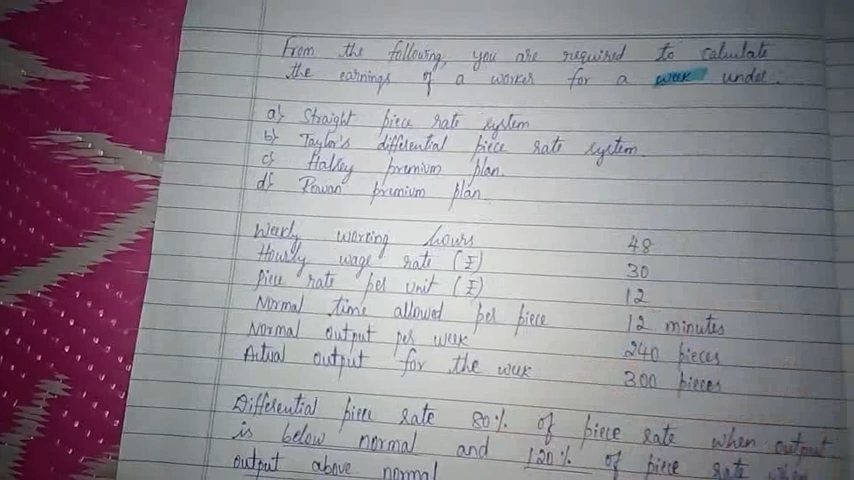 From the following, you are required to calculate
the earnings of a worker for a week under.
a) Straight piece rate system
b) Taylor's differential piece rate system.
c) Halsey premium plan.
d) Rowan premium plan.
Weekly working hours 48
Hourly wage rate (₹) 30
Piece rate per unit (₹) 12
Normal time allowed per piece 12 minutes
Normal output per week 240 pieces
Actual output for the week 300 pieces
Differential piece rate 80% of piece rate when output
is below normal and 120% of piece rate when
output above normal